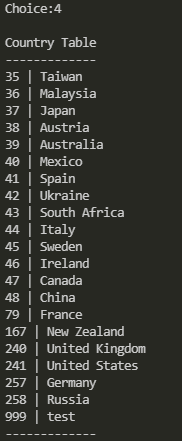 Choice:4
Country Table
-------------
35 | Taiwan
36 | Malaysia
37 | Japan
38 | Austria
39 | Australia
40 | Mexico
41 | Spain
42 | Ukraine
43 | South Africa
44 | Italy
45 | Sweden
46 | Ireland
47 | Canada
48 | China
79 | France
167 | New Zealand
240 | United Kingdom
241 | United States
257 | Germany
258 | Russia
999 | test
-------------